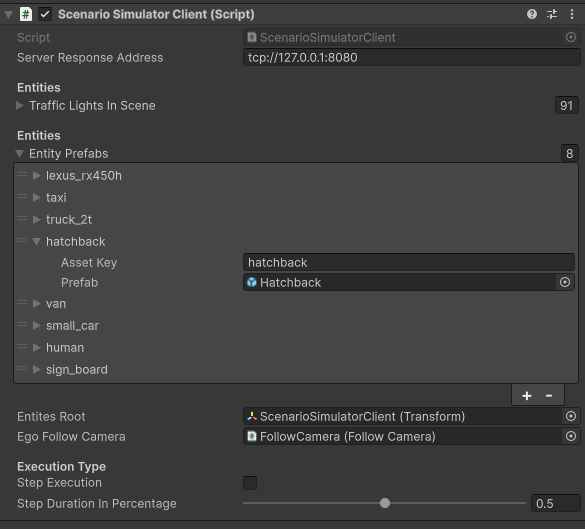 Scenario Simulator Client (Script)
Script ScenarioSimulatorClient
Server Response Address tcp://127.0.0.1:8080
Entities
Traffic Lights In Scene 91
Entities
Entity Prefabs 8
lexus_rx450h
taxi
truck_2t
hatchback
Asset Key hatchback
Prefab Hatchback
van
small_car
human
sign_board
+ -
Entites Root ScenarioSimulatorClient (Transform)
Ego Follow Camera FollowCamera (Follow Camera)
Execution Type
Step Execution
Step Duration In Percentage 0.5